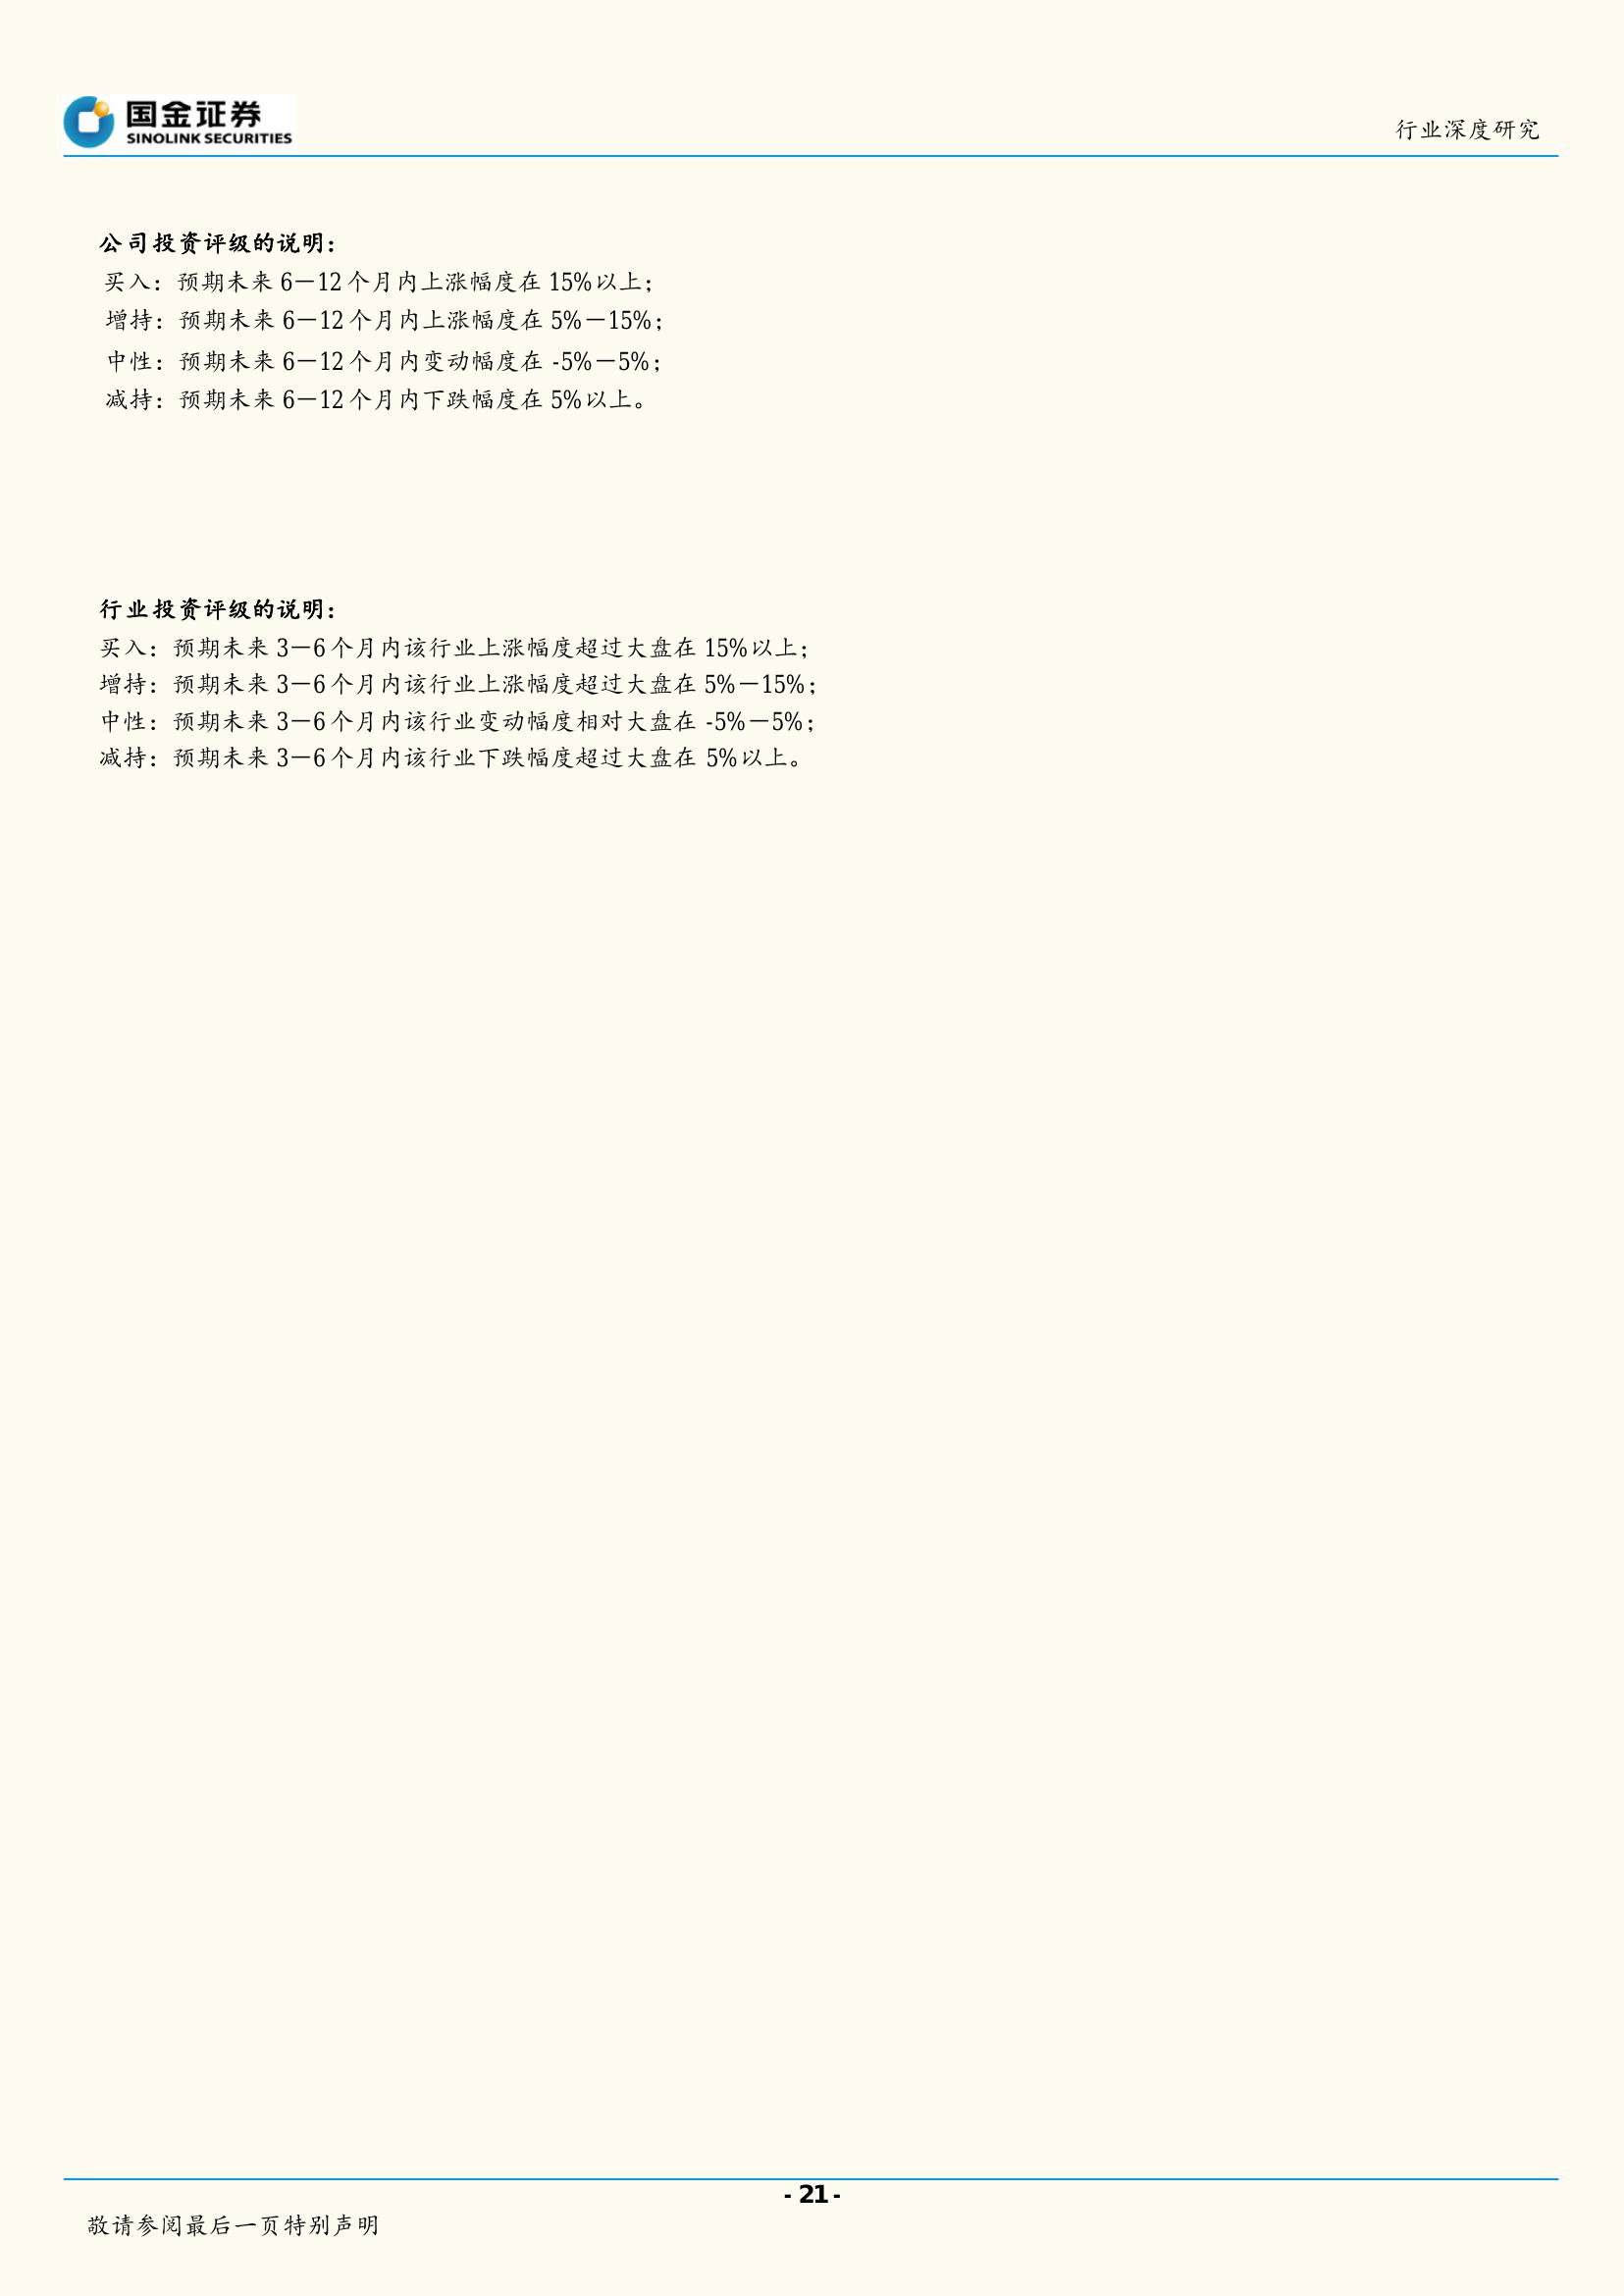 国金证券
SINOLINK SECURITIES
行业深度研究
公司投资评级的说明：
买入：预期未来 6－12 个月内上涨幅度在 15%以上；
增持：预期未来 6－12 个月内上涨幅度在 5%－15%；
中性：预期未来 6－12 个月内变动幅度在 -5%－5%；
减持：预期未来 6－12 个月内下跌幅度在 5%以上。
行业投资评级的说明：
买入：预期未来 3－6 个月内该行业上涨幅度超过大盘在 15%以上；
增持：预期未来 3－6 个月内该行业上涨幅度超过大盘在 5%－15%；
中性：预期未来 3－6 个月内该行业变动幅度相对大盘在 -5%－5%；
减持：预期未来 3－6 个月内该行业下跌幅度超过大盘在 5%以上。
- 21 -
敬请参阅最后一页特别声明